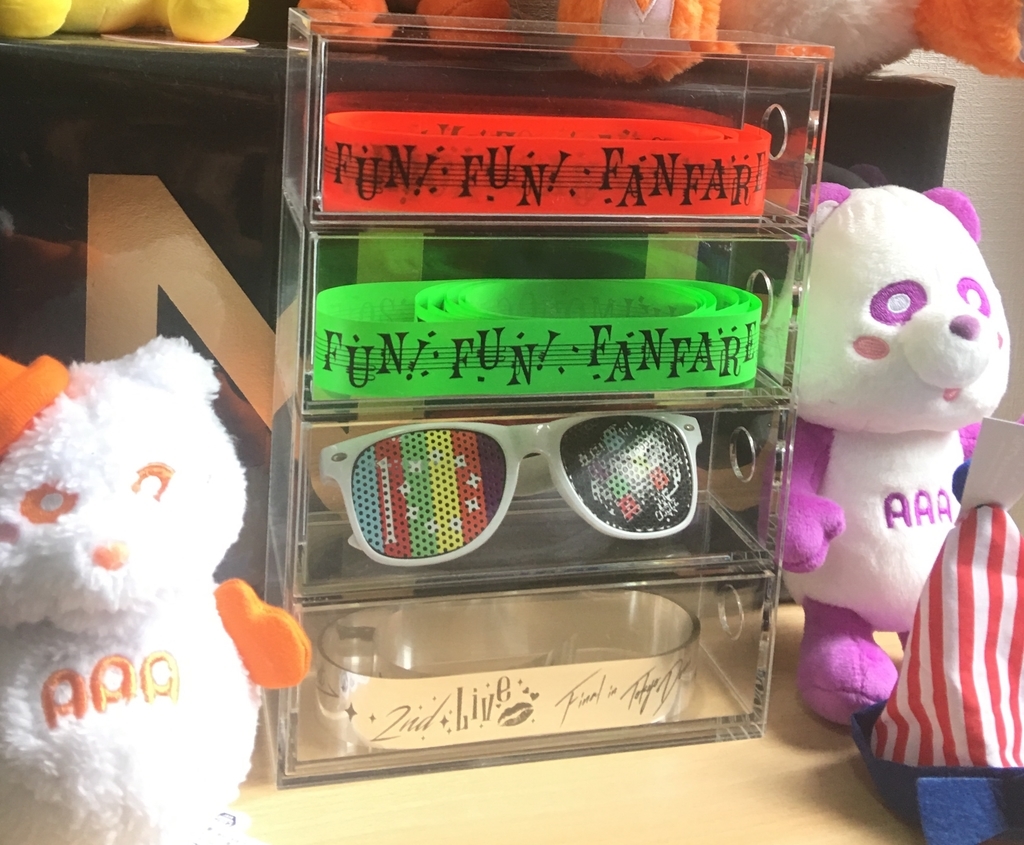 FUN! FUN! FANFARE
FUN! FUN! FANFARE
2nd Live Final in Tokyo
AAA
AAA
N